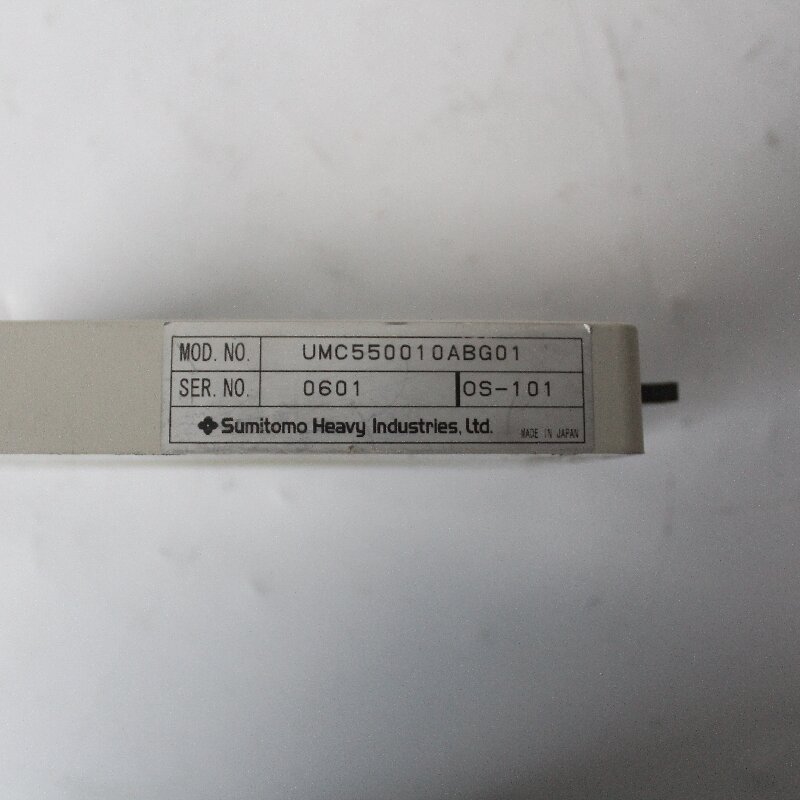 MOD. NO. UMC550010ABG01
SER. NO. 0601 OS-101
Sumitomo Heavy Industries, Ltd. MADE IN JAPAN